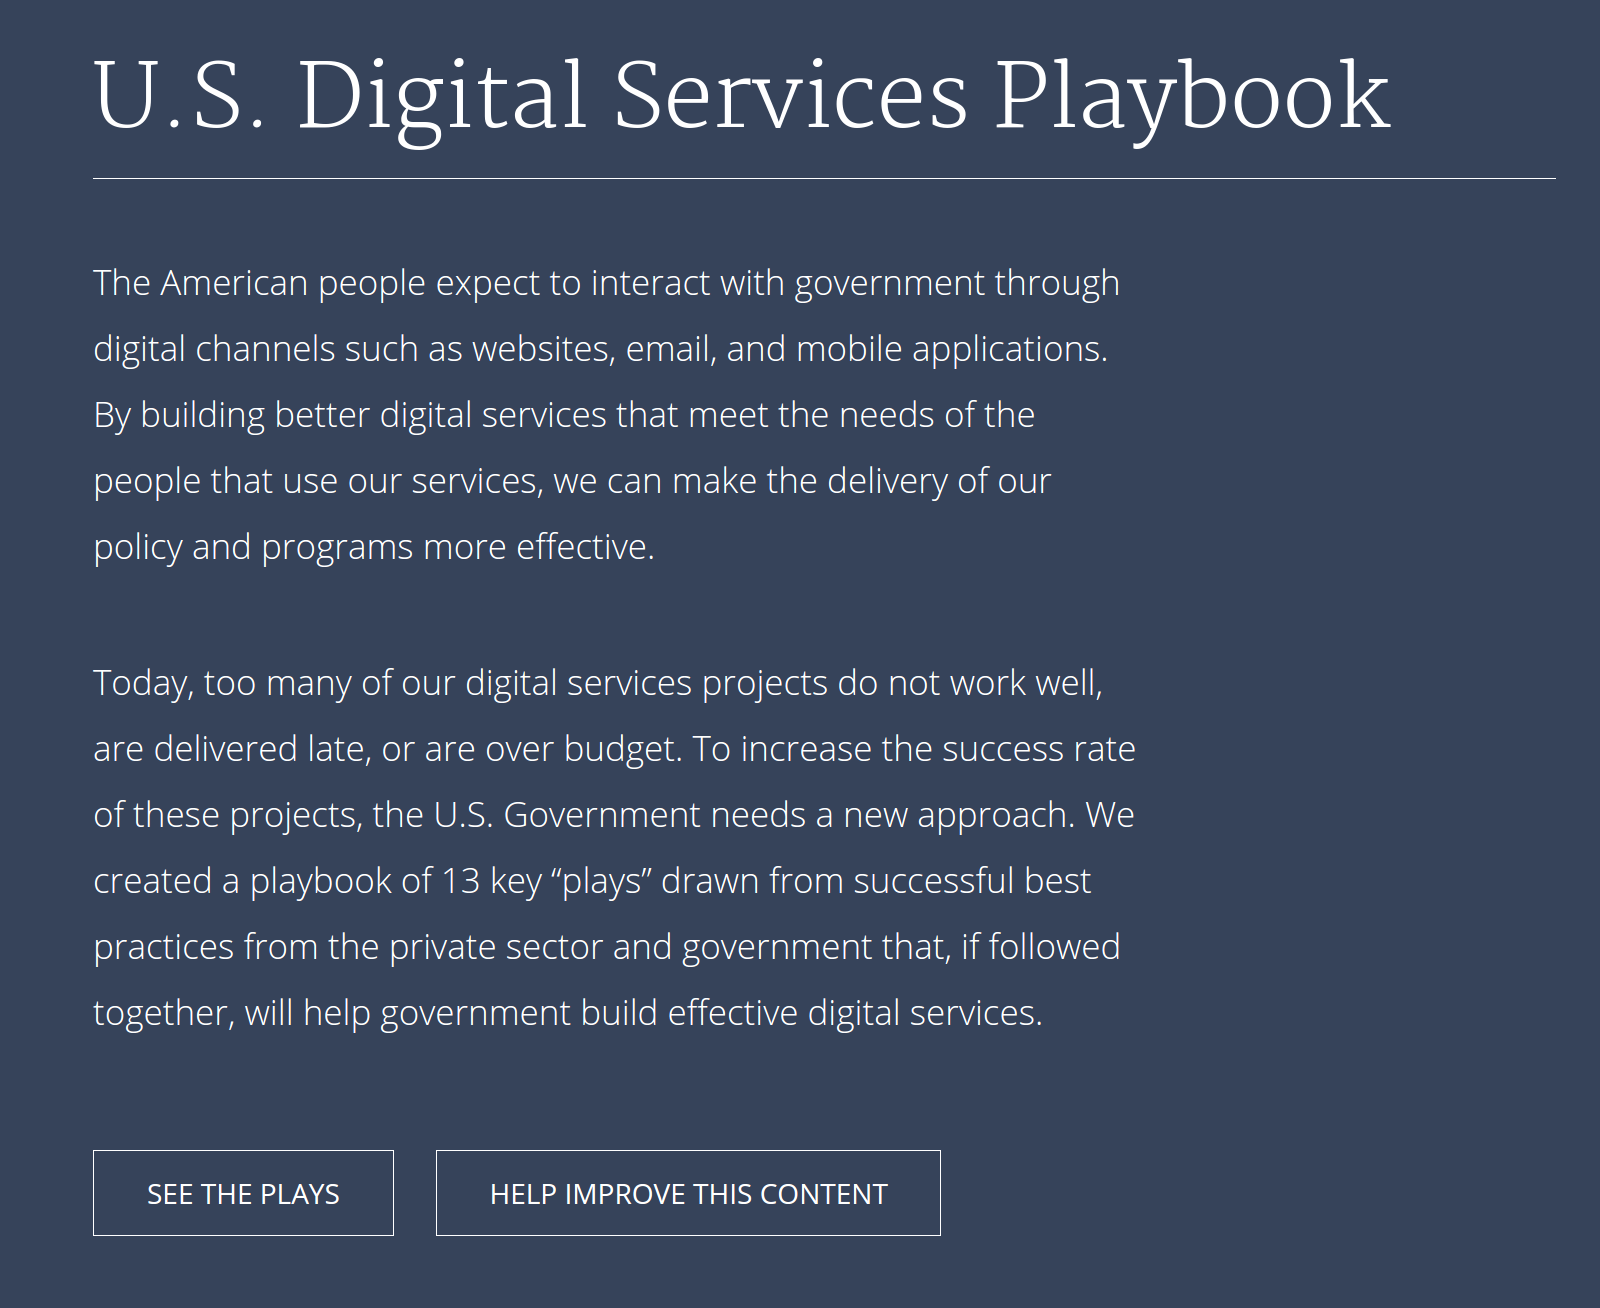 U.S. Digital Services Playbook
The American people expect to interact with government through
digital channels such as websites, email, and mobile applications.
By building better digital services that meet the needs of the
people that use our services, we can make the delivery of our
policy and programs more effective.
Today, too many of our digital services projects do not work well,
are delivered late, or are over budget. To increase the success rate
of these projects, the U.S. Government needs a new approach. We
created a playbook of 13 key “plays” drawn from successful best
practices from the private sector and government that, if followed
together, will help government build effective digital services.
SEE THE PLAYS
HELP IMPROVE THIS CONTENT